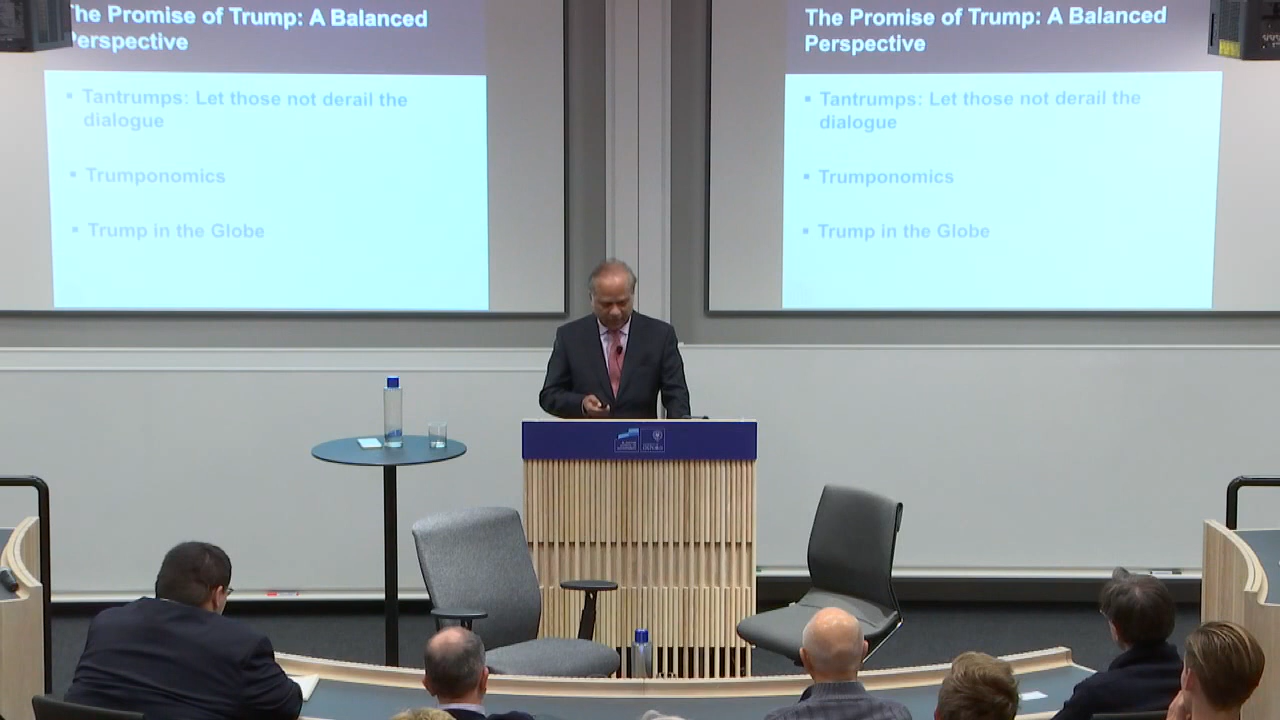 The Promise of Trump: A Balanced
Perspective
Tantrumps: Let those not derail the
dialogue
Trumponomics
Trump in the Globe
The Promise of Trump: A Balanced
Perspective
Tantrumps: Let those not derail the
dialogue
Trumponomics
Trump in the Globe
OXFORD